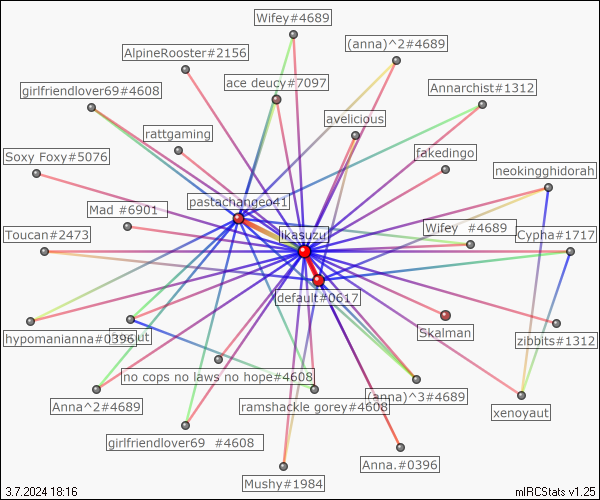 Wifey#4689
(anna)^2#4689
AlpineRooster#2156
ace deucy#7097
girlfriendlover69#4608
Annarchist#1312
avelicious
rattgaming
fakedingo
Soxy Foxy#5076
neokingghidorah
pastachangeo41
Mad #6901
Wifey #4689
Toucan#2473
likasuzu
Cypha#1717
default#0617
Skalman
hypomanianna#0396
zibbits#1312
no cops no laws no hope#4608
(anna)^3#4689
Anna^2#4689
ramshackle gorey#4608
xenoyaut
girlfriendlover69 #4608
Anna.#0396
Mushy#1984
3.7.2024 18:16
mIRCStats v1.25